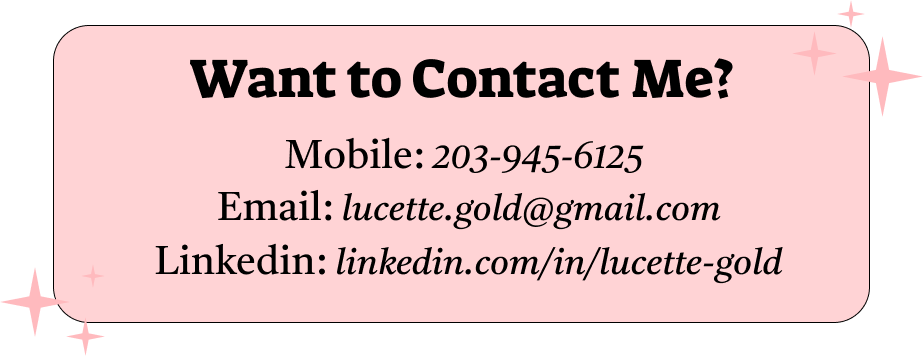 Want to Contact Me?
Mobile: 203-945-6125
Email: lucette.gold@gmail.com
Linkedin: linkedin.com/in/lucette-gold